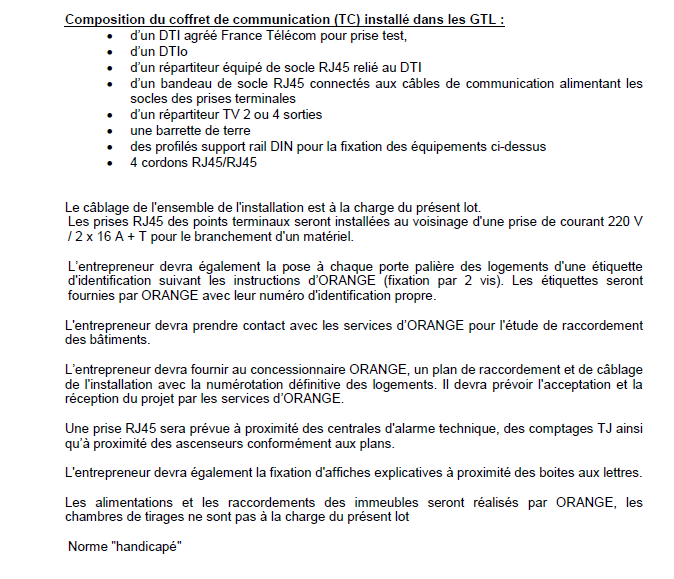 Composition du coffret de communication (TC) installé dans les GTL :
• d’un DTI agréé France Télécom pour prise test,
• d’un DTIo
• d’un répartiteur équipé de socle RJ45 relié au DTI
• d’un bandeau de socle RJ45 connectés aux câbles de communication alimentant les
socles des prises terminales
• d’un répartiteur TV 2 ou 4 sorties
• une barrette de terre
• des profilés support rail DIN pour la fixation des équipements ci-dessus
• 4 cordons RJ45/RJ45
Le câblage de l'ensemble de l'installation est à la charge du présent lot.
Les prises RJ45 des points terminaux seront installées au voisinage d'une prise de courant 220 V
/ 2 x 16 A + T pour le branchement d'un matériel.
L’entrepreneur devra également la pose à chaque porte palière des logements d'une étiquette
d'identification suivant les instructions d’ORANGE (fixation par 2 vis). Les étiquettes seront
fournies par ORANGE avec leur numéro d'identification propre.
L'entrepreneur devra prendre contact avec les services d’ORANGE pour l'étude de raccordement
des bâtiments.
L’entrepreneur devra fournir au concessionnaire ORANGE, un plan de raccordement et de câblage
de l'installation avec la numérotation définitive des logements. Il devra prévoir l'acceptation et la
réception du projet par les services d’ORANGE.
Une prise RJ45 sera prévue à proximité des centrales d'alarme technique, des comptages TJ ainsi
qu’à proximité des ascenseurs conformément aux plans.
L'entrepreneur devra également la fixation d'affiches explicatives à proximité des boites aux lettres.
Les alimentations et les raccordements des immeubles seront réalisés par ORANGE, les
chambres de tirages ne sont pas à la charge du présent lot
Norme "handicapé"